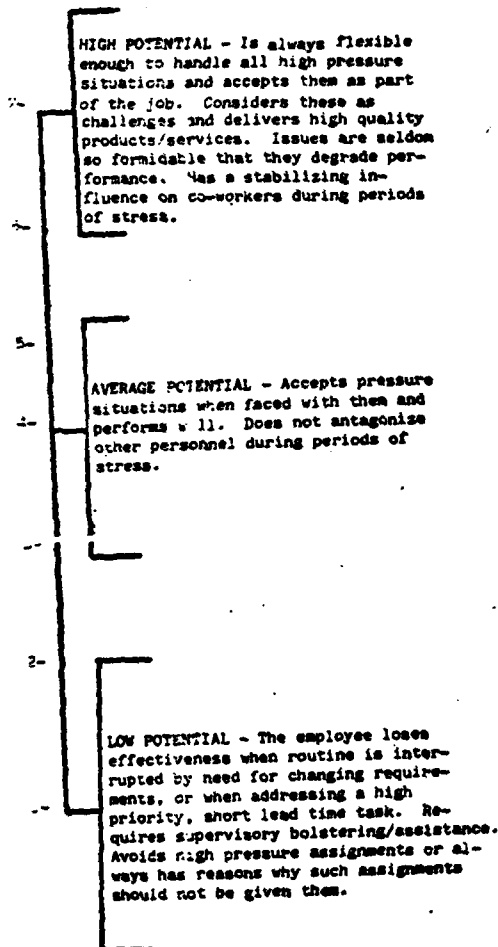 HIGH POTENTIAL - Is always flexible
enough to handle all high pressure
situations and accepts them as part
of the job. Considers these as
challenges and delivers high quality
products/services. Issues are seldom
so formidable that they degrade per-
formance. Has a stabilizing in-
fluence on co-workers during periods
of stress.
5-
AVERAGE POTENTIAL - Accepts pressure
situations when faced with them and
performs w ll. Does not antagonize
other personnel during periods of
stress.
2-
LOW POTENTIAL - The employee loses
effectiveness when routine is inter-
rupted by need for changing require-
ments, or when addressing a high
priority, short lead time task. Re-
quires supervisory bolstering/assistance.
Avoids high pressure assignments or al-
ways has reasons why such assignments
should not be given them.